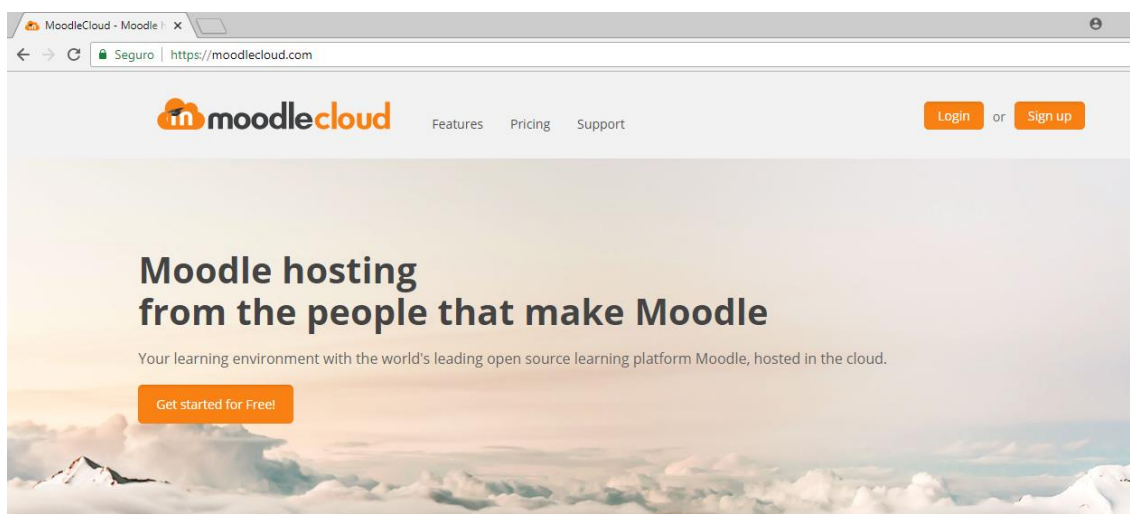 MoodleCloud - Moodle h
Seguro | https://moodlecloud.com
moodlecloud Features Pricing Support Login or Sign up
Moodle hosting
from the people that make Moodle
Your learning environment with the world's leading open source learning platform Moodle, hosted in the cloud.
Get started for Free!